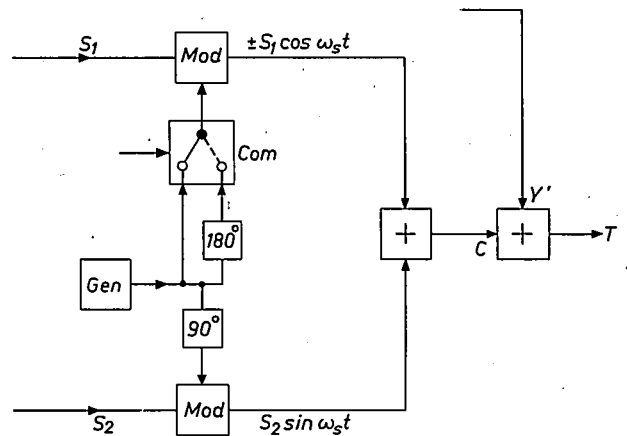 S₁
Mod
±S₁ cos ωₛt
Com
180°
Y'
+
+
C
T
Gen
90°
S₂
Mod
S₂ sin ωₛt